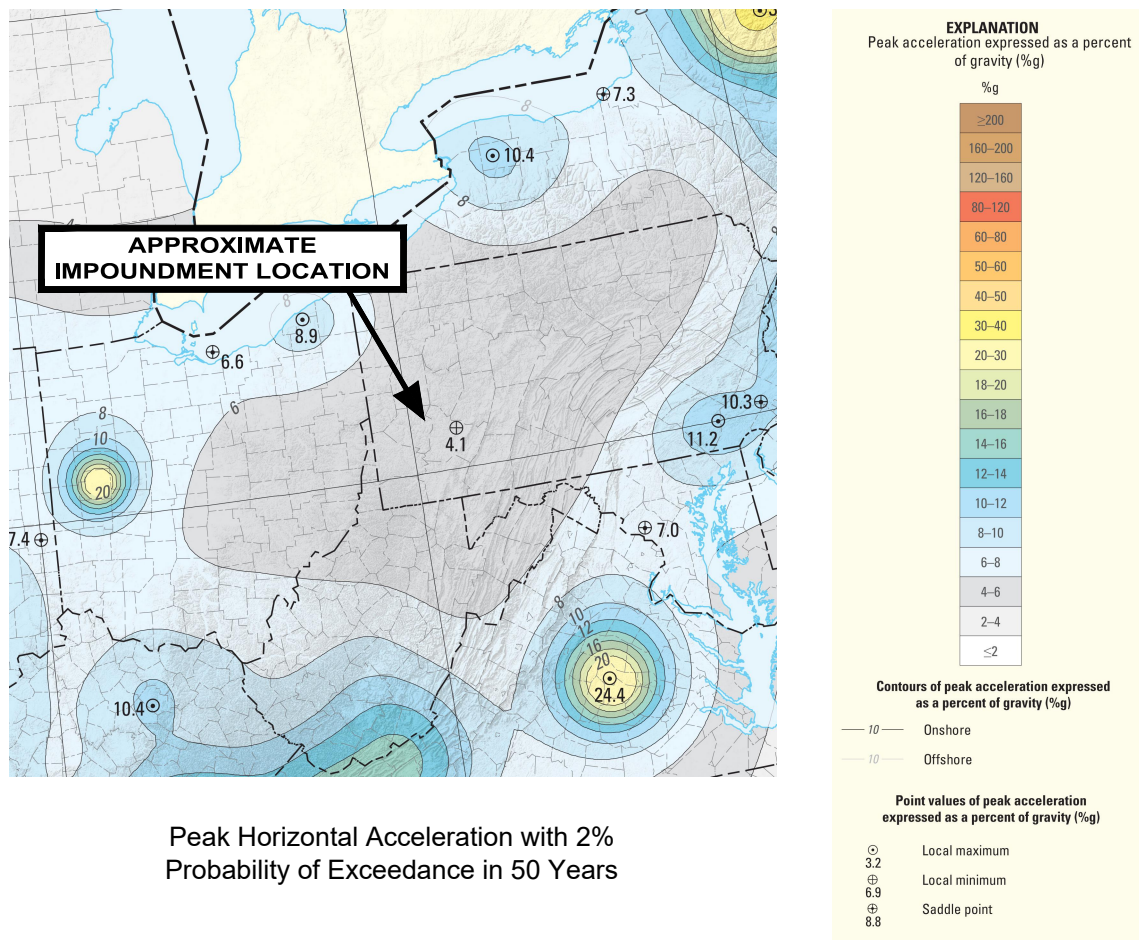 8
7.3
10.4
8
4
APPROXIMATE
IMPOUNDMENT LOCATION
8
8.9
6.6
6
8
10
20
4.1
10.3
11.2
7.4
7.0
8
10
12
16
20
24.4
10.4
Peak Horizontal Acceleration with 2%
Probability of Exceedance in 50 Years
EXPLANATION
Peak acceleration expressed as a percent
of gravity (%g)
%g
≥200
160–200
120–160
80–120
60–80
50–60
40–50
30–40
20–30
18–20
16–18
14–16
12–14
10–12
8–10
6–8
4–6
2–4
≤2
Contours of peak acceleration expressed
as a percent of gravity (%g)
10 Onshore
10 Offshore
Point values of peak acceleration
expressed as a percent of gravity (%g)
Local maximum
3.2
Local minimum
6.9
Saddle point
8.8